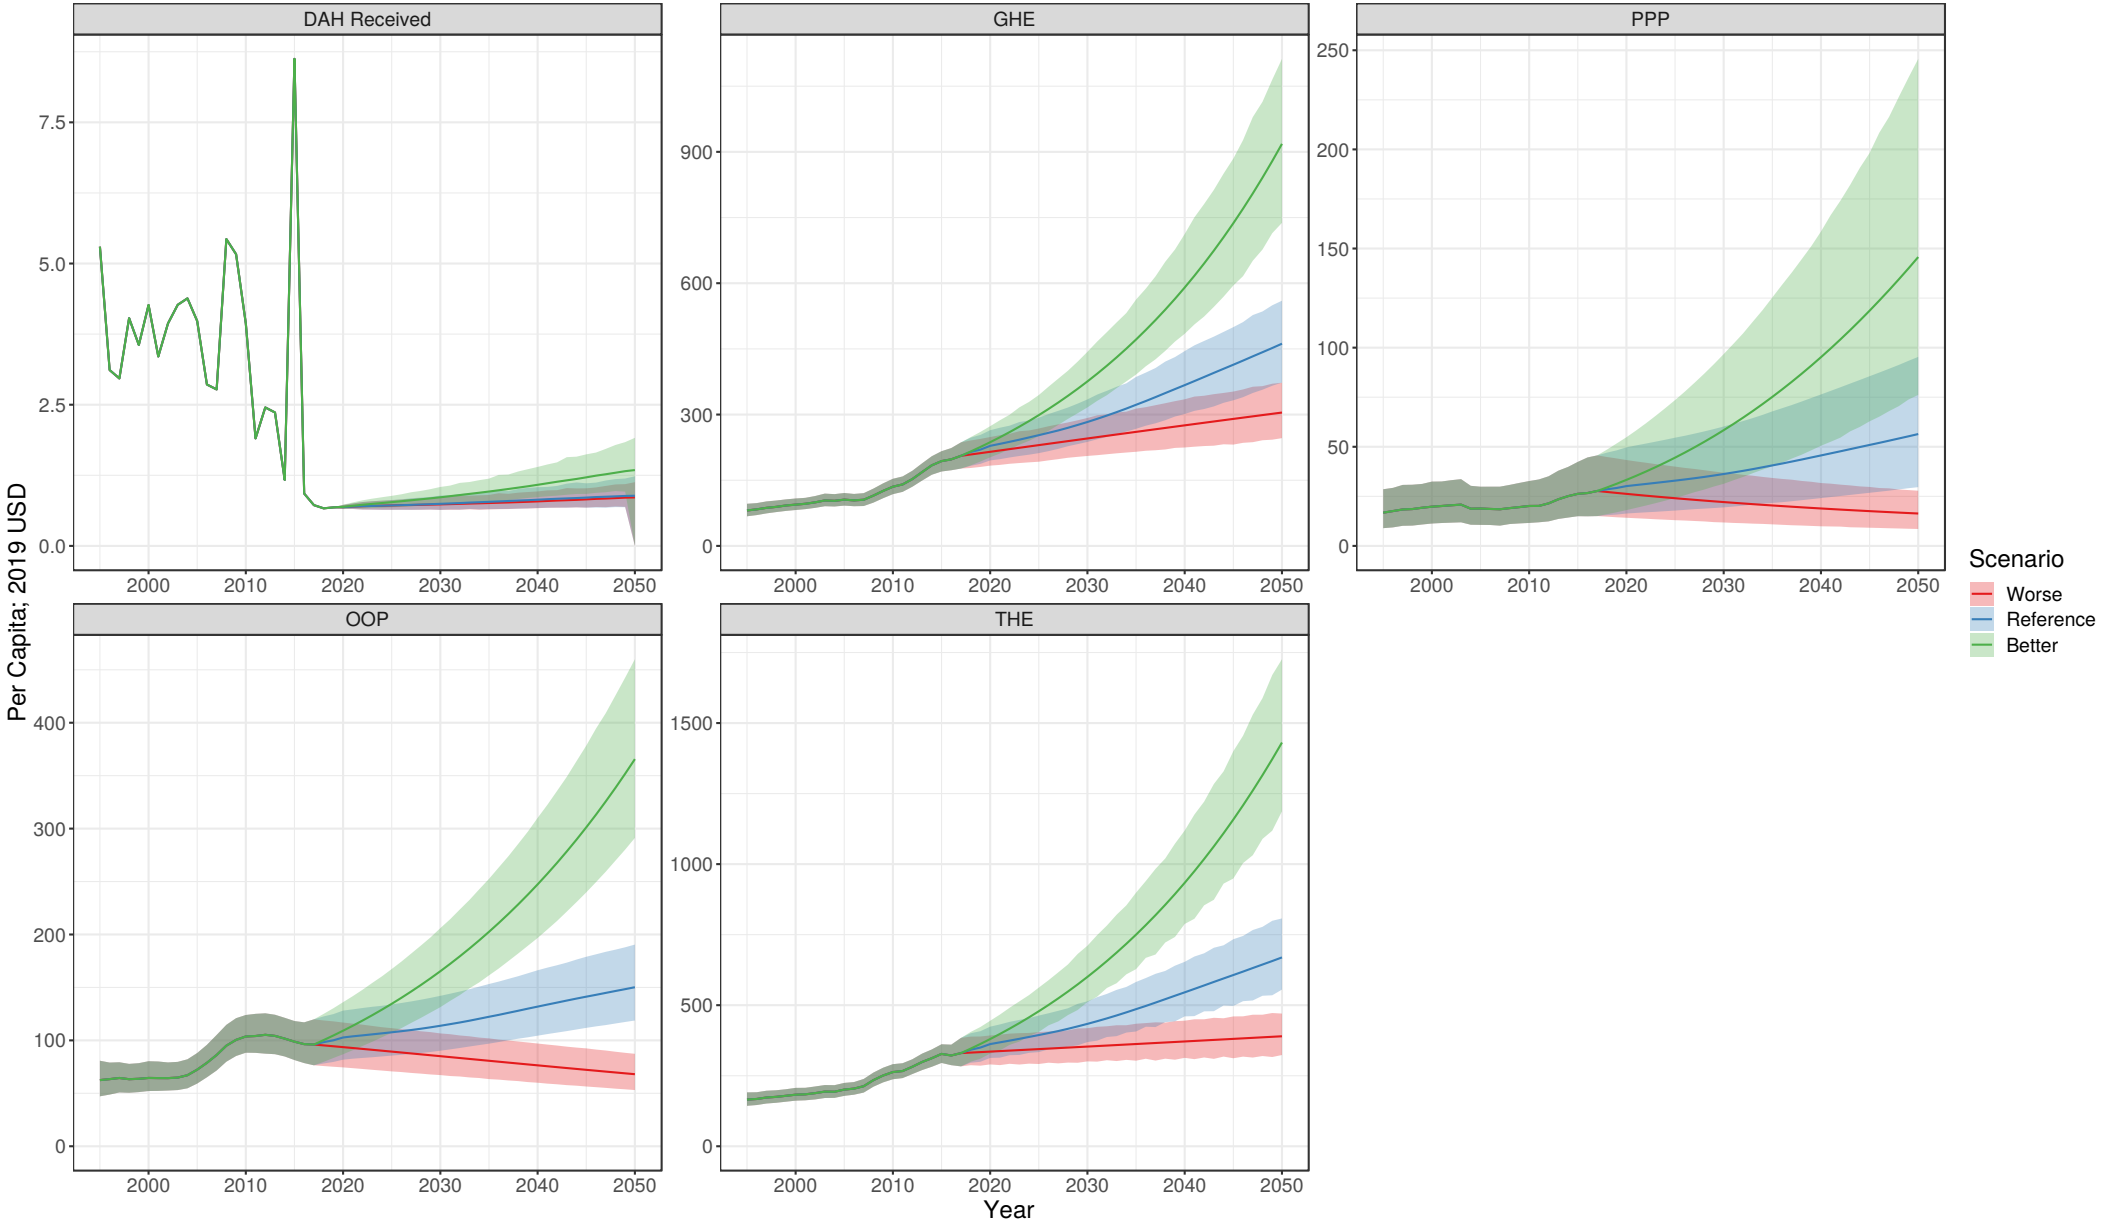 DAH Received
GHE
PPP
7.5
5.0
2.5
0.0
900
600
300
0
250
200
150
100
50
0
2000 2010 2020 2030 2040 2050
2000 2010 2020 2030 2040 2050
2000 2010 2020 2030 2040 2050
Per Capita; 2019 USD
OOP
THE
400
300
200
100
0
1500
1000
500
0
2000 2010 2020 2030 2040 2050
2000 2010 2020 2030 2040 2050
Year
Scenario
Worse
Reference
Better